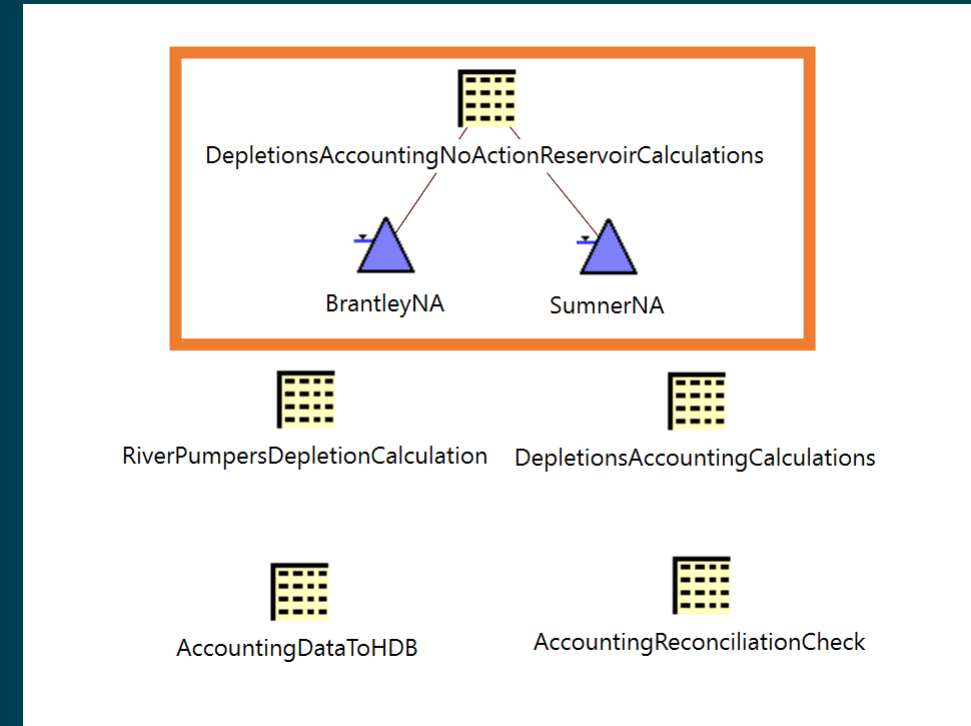 DepletionsAccountingNoActionReservoirCalculations
BrantleyNA
SumnerNA
RiverPumpersDepletionCalculation
DepletionsAccountingCalculations
AccountingDataToHDB
AccountingReconciliationCheck